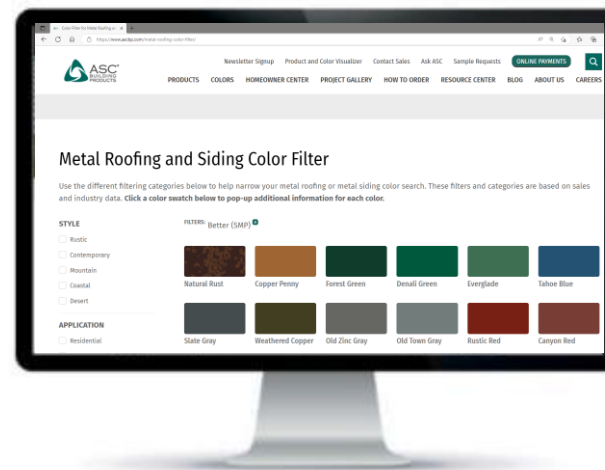 Color Filter for Metal Roofing and
https://www.ascbp.com/metal-roofing-color-filter/
Newsletter Signup Product and Color Visualizer Contact Sales Ask ASC Sample Requests ONLINE PAYMENTS
ASC
BUILDING
PRODUCTS
PRODUCTS COLORS HOMEOWNER CENTER PROJECT GALLERY HOW TO ORDER RESOURCE CENTER BLOG ABOUT US CAREERS
Metal Roofing and Siding Color Filter
Use the different filtering categories below to help narrow your metal roofing or metal siding color search. These filters and categories are based on sales
and industry data. Click a color swatch below to pop-up additional information for each color.
STYLE
Rustic
Contemporary
Mountain
Coastal
Desert
APPLICATION
Residential
FILTERS: Better (SMP)
Natural Rust Copper Penny Forest Green Denali Green Everglade Tahoe Blue
Slate Gray Weathered Copper Old Zinc Gray Old Town Gray Rustic Red Canyon Red